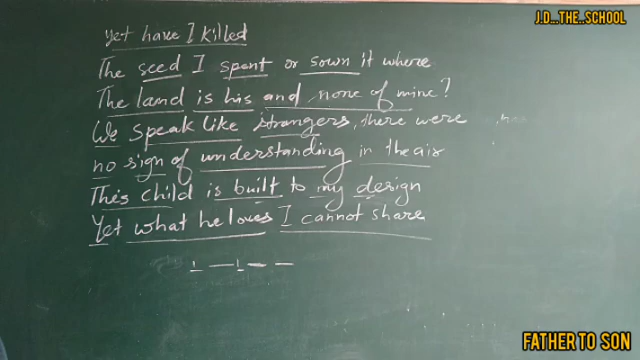 J.D...THE..SCHOOL
Yet have I killed
The seed I spent or sown it where
The land is his and none of mine?
We speak like strangers, there were
no sign of understanding in the air
This child is built to my design
Yet what he loves I cannot share
FATHER TO SON